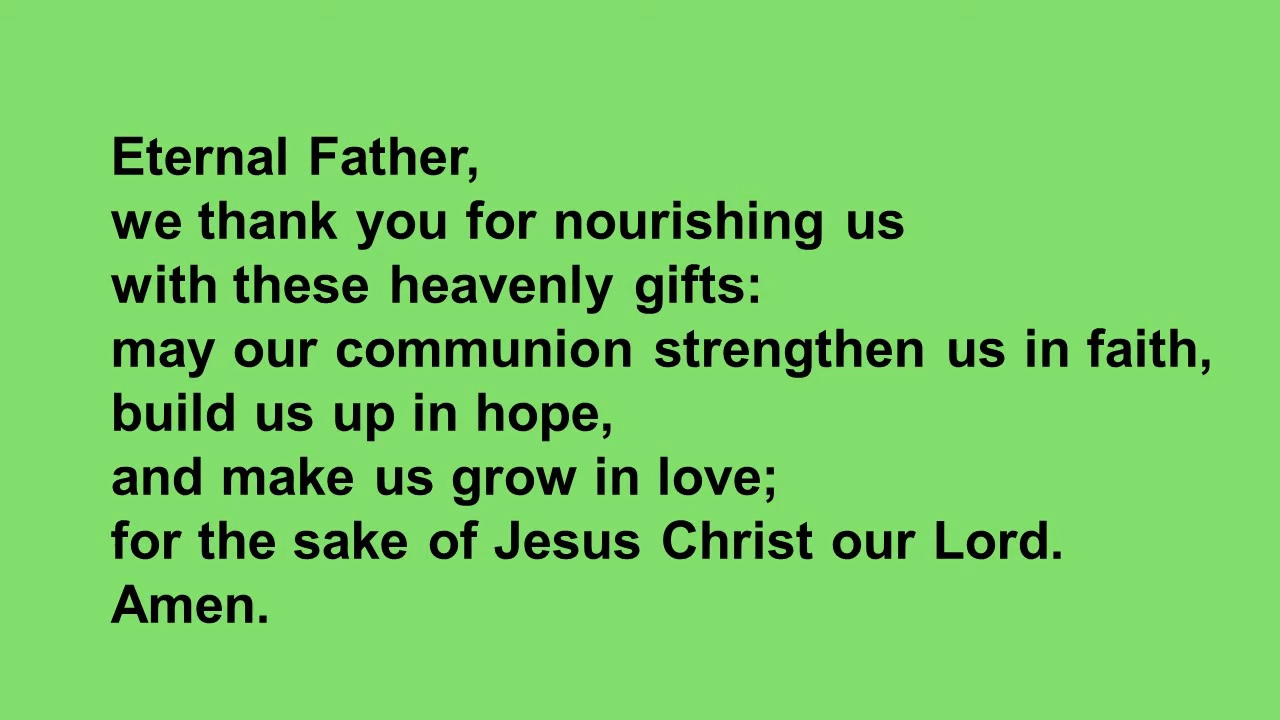 Eternal Father,
we thank you for nourishing us
with these heavenly gifts:
may our communion strengthen us in faith,
build us up in hope,
and make us grow in love;
for the sake of Jesus Christ our Lord.
Amen.